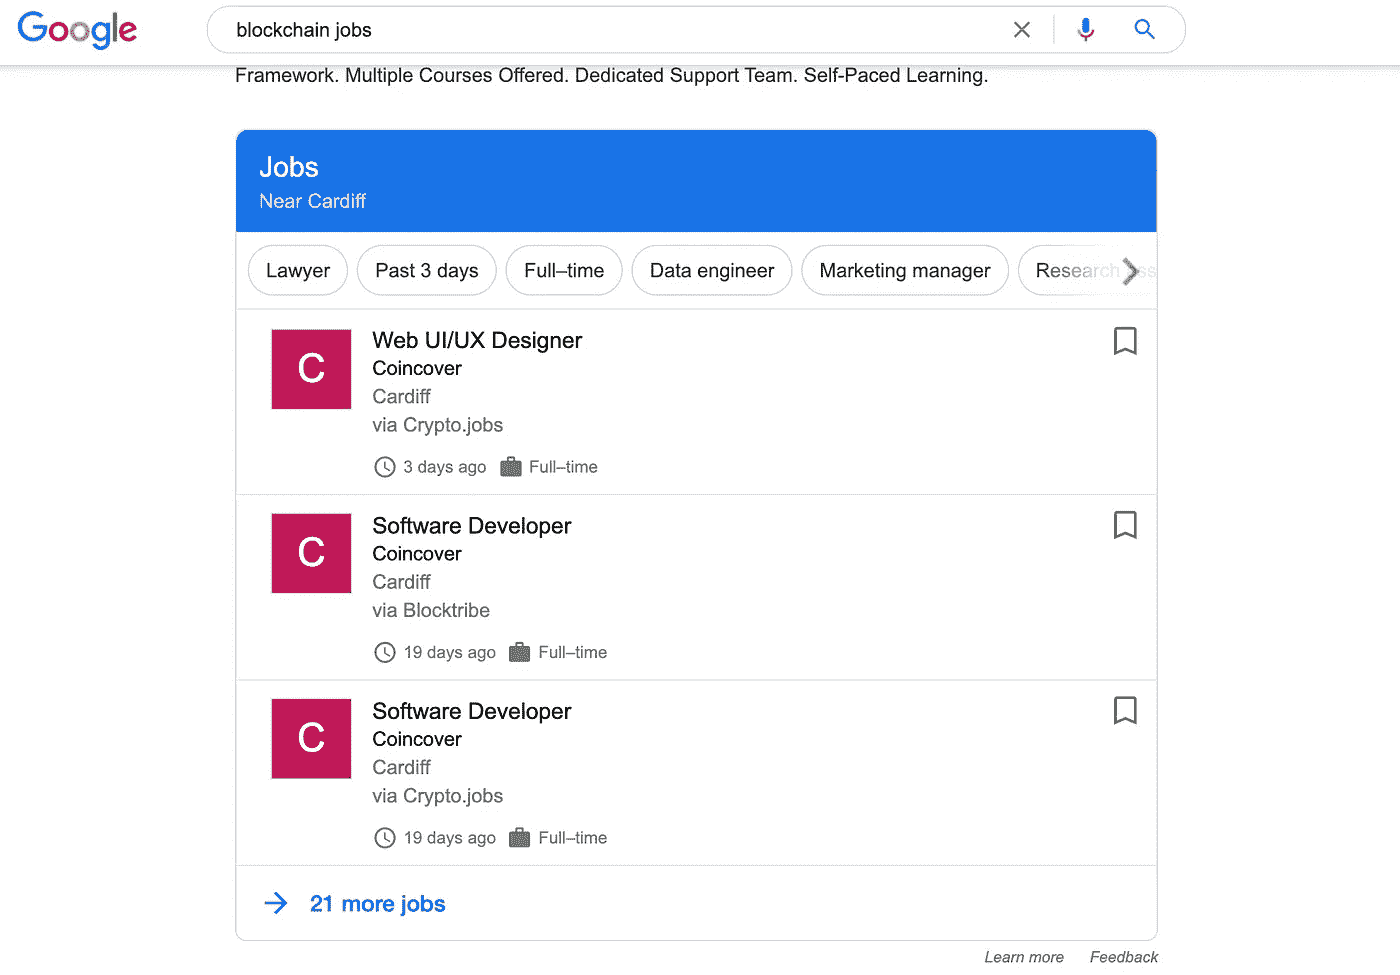 Google
blockchain jobs
Framework. Multiple Courses Offered. Dedicated Support Team. Self-Paced Learning.
Jobs
Near Cardiff
Lawyer Past 3 days Full–time Data engineer Marketing manager Research
C
Web UI/UX Designer
Coincover
Cardiff
via Crypto.jobs
3 days ago Full–time
C
Software Developer
Coincover
Cardiff
via Blocktribe
19 days ago Full–time
C
Software Developer
Coincover
Cardiff
via Crypto.jobs
19 days ago Full–time
21 more jobs
Learn more Feedback